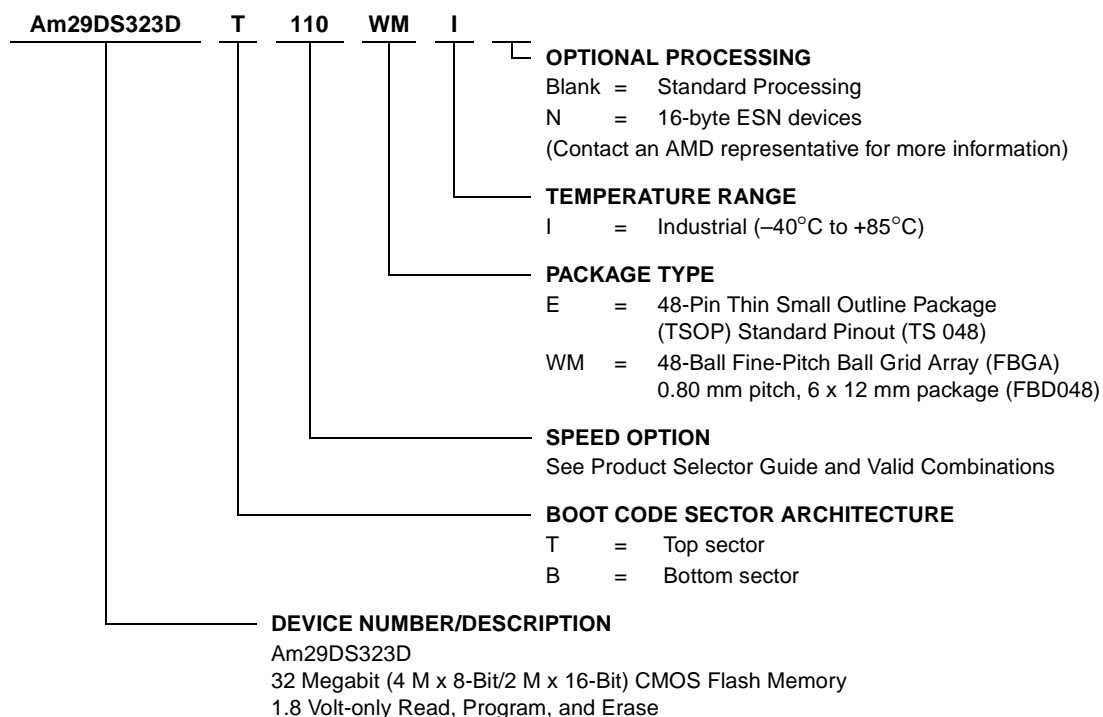 Am29DS323D T 110 WM I
OPTIONAL PROCESSING
Blank = Standard Processing
N = 16-byte ESN devices
(Contact an AMD representative for more information)
TEMPERATURE RANGE
I = Industrial (–40°C to +85°C)
PACKAGE TYPE
E = 48-Pin Thin Small Outline Package
(TSOP) Standard Pinout (TS 048)
WM = 48-Ball Fine-Pitch Ball Grid Array (FBGA)
0.80 mm pitch, 6 x 12 mm package (FBD048)
SPEED OPTION
See Product Selector Guide and Valid Combinations
BOOT CODE SECTOR ARCHITECTURE
T = Top sector
B = Bottom sector
DEVICE NUMBER/DESCRIPTION
Am29DS323D
32 Megabit (4 M x 8-Bit/2 M x 16-Bit) CMOS Flash Memory
1.8 Volt-only Read, Program, and Erase